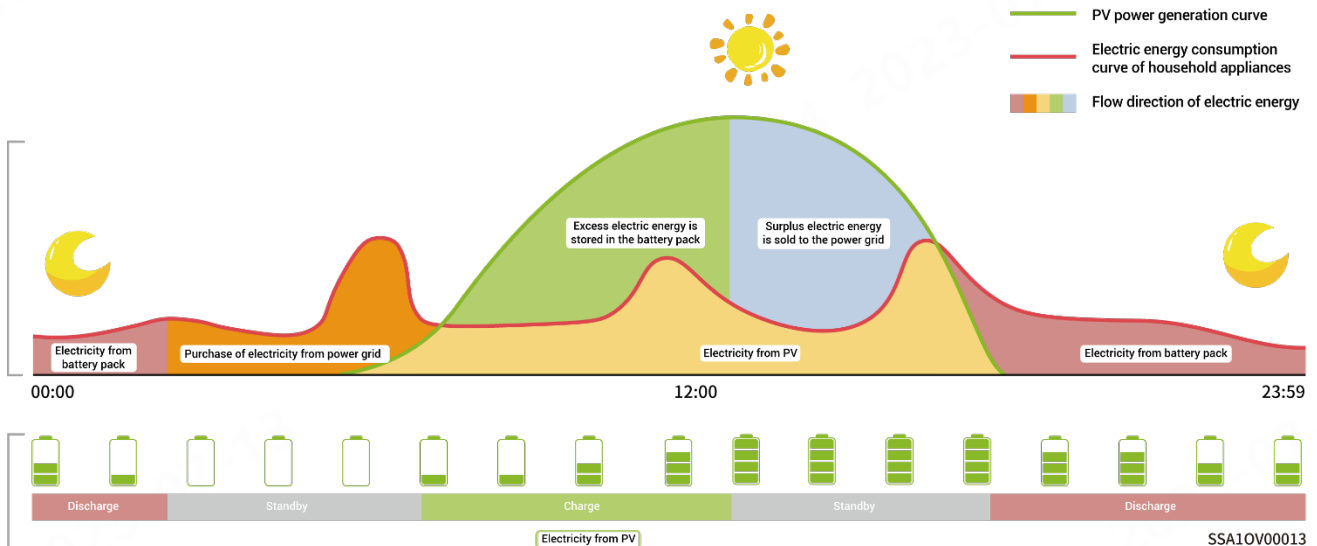 PV power generation curve
Electric energy consumption
curve of household appliances
Flow direction of electric energy
Excess electric energy is
stored in the battery pack
Surplus electric energy
is sold to the power grid
Electricity from
battery pack
Purchase of electricity from power grid
Electricity from PV
Electricity from battery pack
00:00
12:00
23:59
Discharge
Standby
Charge
Standby
Discharge
Electricity from PV
SSA1OV00013